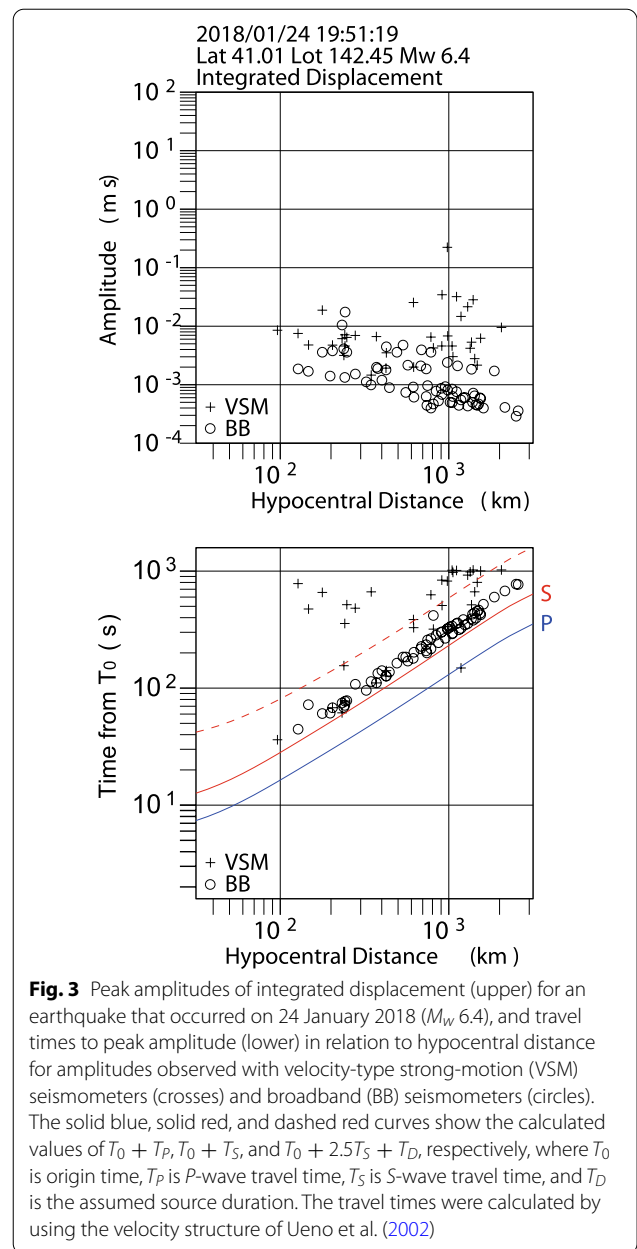 2018/01/24 19:51:19
Lat 41.01 Lot 142.45 Mw 6.4
Integrated Displacement
10 2
10 1
10 0
10 -1
10 -2
10 -3
10 -4
Amplitude (m s)
+ VSM
○ BB
10 2 10 3
Hypocentral Distance (km)
10 3
10 2
10 1
Time from T0 (s)
S
P
+ VSM
○ BB
10 2 10 3
Hypocentral Distance (km)
Fig. 3 Peak amplitudes of integrated displacement (upper) for an
earthquake that occurred on 24 January 2018 (MW 6.4), and travel
times to peak amplitude (lower) in relation to hypocentral distance
for amplitudes observed with velocity-type strong-motion (VSM)
seismometers (crosses) and broadband (BB) seismometers (circles).
The solid blue, solid red, and dashed red curves show the calculated
values of T0 + TP, T0 + TS, and T0 + 2.5TS + TD, respectively, where T0
is origin time, TP is P-wave travel time, TS is S-wave travel time, and TD
is the assumed source duration. The travel times were calculated by
using the velocity structure of Ueno et al. (2002)